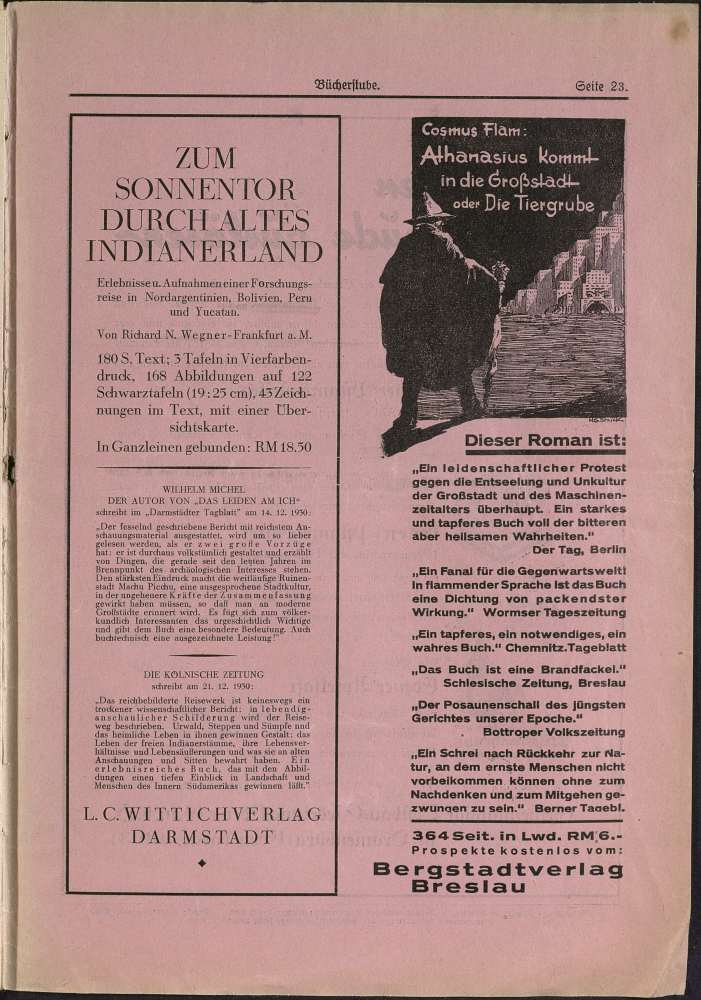 Bücherstube.
Seite 23.
ZUM
SONNENTOR
DURCH ALTES
INDIANERLAND
Erlebnisse u. Aufnahmen einer Forschungs-
reise in Nordargentinien, Bolivien, Peru
und Yucatan.
Von Richard N. Wegner-Frankfurt a. M.
180 S. Text; 3 Tafeln in Vierfarben-
druck, 168 Abbildungen auf 122
Schwarztafeln (19:25 cm), 43 Zeich-
nungen im Text, mit einer Über-
sichtskarte.
In Ganzleinen gebunden: RM 18.50
WILHELM MICHEL
DER AUTOR VON „DAS LEIDEN AM ICH“
schreibt im „Darmstädter Tagblatt“ am 14. 12. 1930:
„Der fesselnd geschriebene Bericht mit reichstem An-
schauungsmaterial ausgestattet, wird um so lieber
gelesen werden, als er zwei große Vorzüge
hat: er ist durchaus volkstümlich gestaltet und erzählt
von Dingen, die gerade seit den letzten Jahren im
Brennpunkt des archäologischen Interesses stehen.
Den stärksten Eindruck macht die weitläufige Ruinen-
stadt Machu Picchu, eine ausgesprochene Stadtkultur,
in der ungeheuere Kräfte der Zusammenfassung
gewirkt haben müssen, so daß man an moderne
Großstädte erinnert wird. Es fügt sich zum völker-
kundlich Interessanten das urgeschichtlich Wichtige
und gibt dem Buch eine besondere Bedeutung. Auch
buchtechnisch eine ausgezeichnete Leistung!“
DIE KÖLNISCHE ZEITUNG
schreibt am 21. 12. 1930:
„Das reichbebilderte Reisewerk ist keineswegs ein
trockener wissenschaftlicher Bericht; in lebendig-
anschaulicher Schilderung wird der Reise-
weg beschrieben. Urwald, Steppen und Sümpfe und
das heimliche Leben in ihnen gewinnen Gestalt: das
Leben der freien Indianerstämme, ihre Lebensver-
hältnisse und Lebensäußerungen und was sie an alten
Anschauungen und Sitten bewahrt haben. Ein
erlebnisreiches Buch, das mit den Abbil-
dungen einen tiefen Einblick in Landschaft und
Menschen des Innern Südamerikas gewinnen läßt.“
L. C. WITTICH VERLAG
DARMSTADT
Cosmus Flam:
Athanasius kommt
in die Großstadt
oder Die Tiergrube
Dieser Roman ist:
„Ein leidenschaftlicher Protest
gegen die Entseelung und Unkultur
der Großstadt und des Maschinen-
zeitalters überhaupt. Ein starkes
und tapferes Buch voll der bitteren
aber heilsamen Wahrheiten.“
Der Tag, Berlin
„Ein Fanal für die Gegenwartswelt!
In flammender Sprache ist das Buch
eine Dichtung von packendster
Wirkung.“ Wormser Tageszeitung
„Ein tapferes, ein notwendiges, ein
wahres Buch.“ Chemnitz.Tageblatt
„Das Buch ist eine Brandfackel.“
Schlesische Zeitung, Breslau
„Der Posaunenschall des jüngsten
Gerichtes unserer Epoche.“
Bottroper Volkszeitung
„Ein Schrei nach Rückkehr zur Na-
tur, an dem ernste Menschen nicht
vorbeikommen können ohne zum
Nachdenken und zum Mitgehen ge-
zwungen zu sein.“ Berner Tagebl.
364 Seit. in Lwd. RM 6.-
Prospekte kostenlos vom:
Bergstadtverlag
Breslau